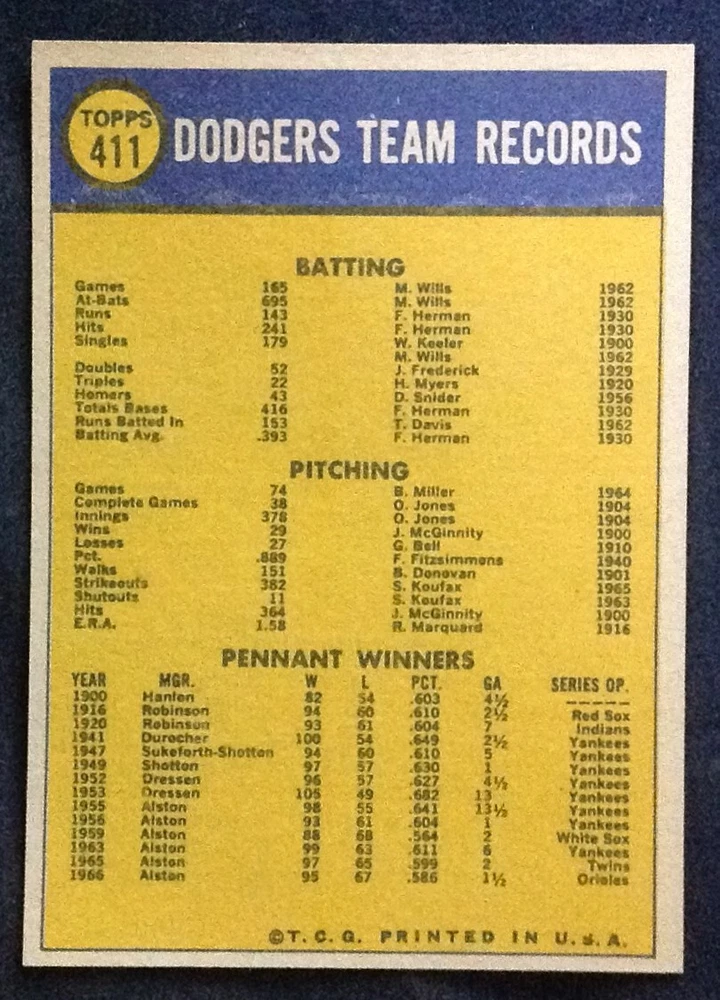 TOPPS
411
DODGERS TEAM RECORDS
BATTING
Games 165 M. Wills 1962
At-Bats 695 M. Wills 1962
Runs 143 F. Herman 1930
Hits 241 F. Herman 1930
Singles 179 W. Keeler 1900
M. Wills 1962
Doubles 52 J. Frederick 1929
Triples 22 H. Myers 1920
Homers 43 D. Snider 1956
Totals Bases 416 F. Herman 1930
Runs Batted In 153 T. Davis 1962
Batting Avg. .393 F. Herman 1930
PITCHING
Games 74 B. Miller 1964
Complete Games 38 O. Jones 1904
Innings 378 O. Jones 1904
Wins 29 J. McGinnity 1900
Losses 27 G. Bell 1910
Pct. .889 F. Fitzsimmons 1940
Walks 151 B. Donovan 1901
Strikeouts 382 S. Koufax 1965
Shutouts 11 S. Koufax 1963
Hits 364 J. McGinnity 1900
E.R.A. 1.58 R. Marquard 1916
PENNANT WINNERS
YEAR MGR. W L PCT. GA SERIES OP.
1900 Hanlon 82 54 .603 4½ ------
1916 Robinson 94 60 .610 2½ Red Sox
1920 Robinson 93 61 .604 7 Indians
1941 Durocher 100 54 .649 2½ Yankees
1947 Sukeforth-Shotton 94 60 .610 5 Yankees
1949 Shotton 97 57 .630 1 Yankees
1952 Dressen 96 57 .627 4½ Yankees
1953 Dressen 105 49 .682 13 Yankees
1955 Alston 98 55 .641 13½ Yankees
1956 Alston 93 61 .604 1 Yankees
1959 Alston 88 68 .564 2 White Sox
1963 Alston 99 63 .611 6 Yankees
1965 Alston 97 65 .599 2 Twins
1966 Alston 95 67 .586 1½ Orioles
©T.C.G. PRINTED IN U.S.A.